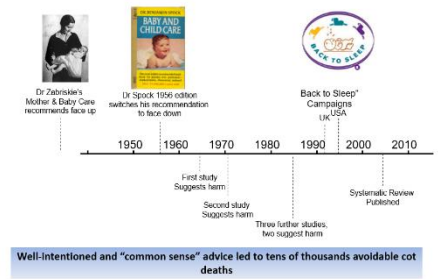 DR BENJAMIN SPOCK
BABY AND
CHILD CARE
BACK TO SLEEP
Dr Zabriskie's
Mother & Baby Care
recommends face up
Dr Spock 1956 edition
switches his recommendation
to face down
Back to Sleep"
Campaigns
UK USA
1950 1960 1970 1980 1990 2000 2010
First study
Suggests harm
Second study
Suggests harm
Three further studies,
two suggest harm
Systematic Review
Published
Well-Intentioned and "common sense" advice led to tens of thousands avoidable cot
deaths